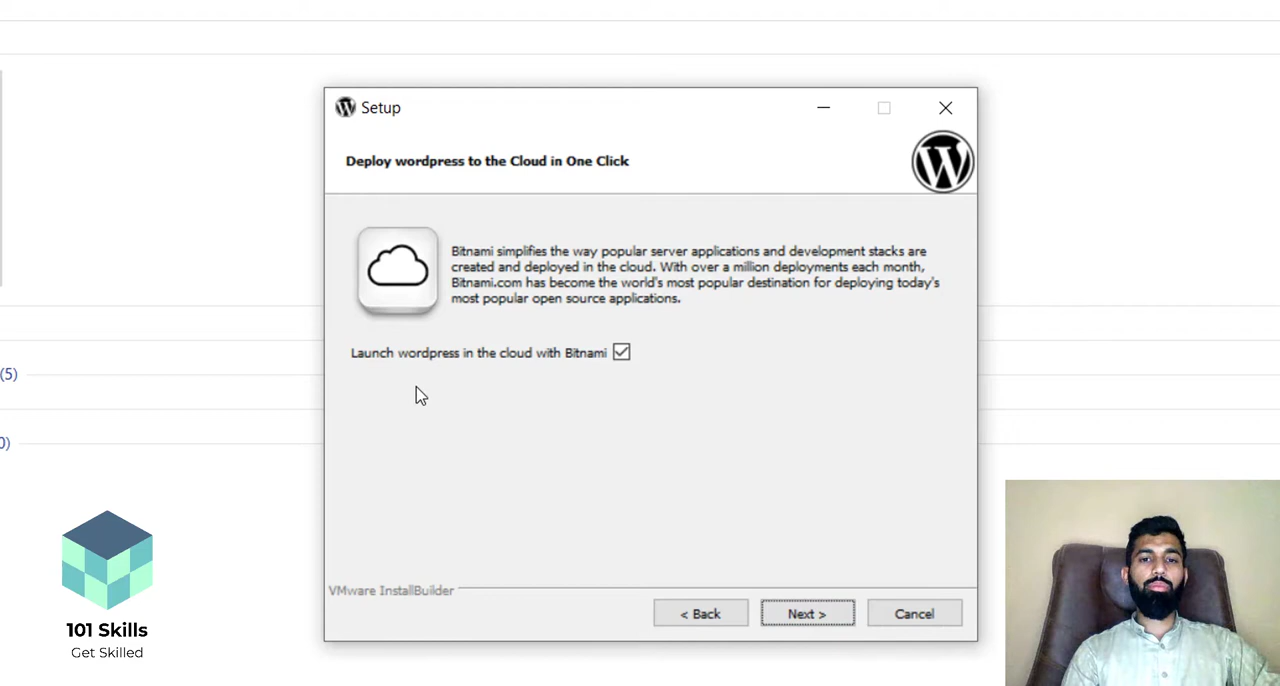 Setup
Deploy wordpress to the Cloud in One Click
Bitnami simplifies the way popular server applications and development stacks are
created and deployed in the cloud. With over a million deployments each month,
Bitnami.com has become the world's most popular destination for deploying today's
most popular open source applications.
Launch wordpress in the cloud with Bitnami
(5)
0)
101 Skills
Get Skilled
VMware InstallBuilder
< Back
Next >
Cancel